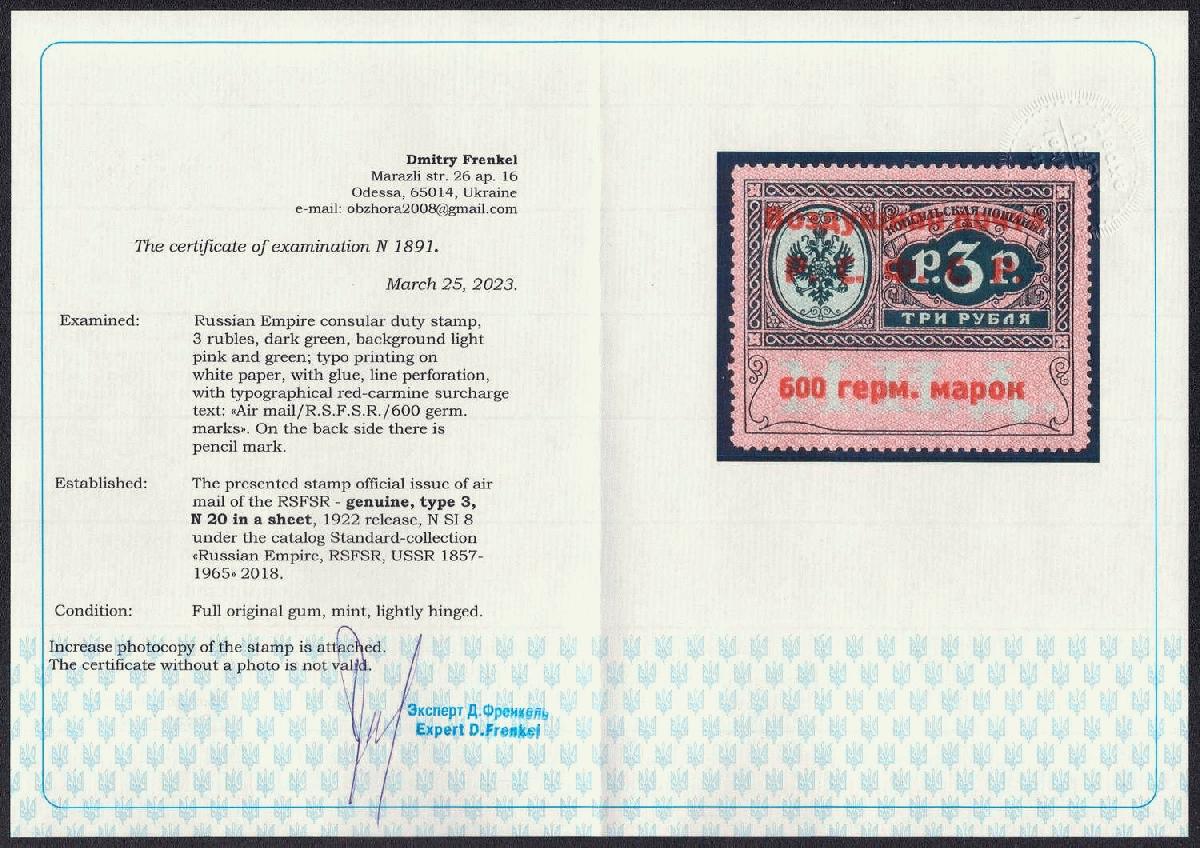 Dmitry Frenkel
Marazli str. 26 ap. 16
Odessa, 65014, Ukraine
e-mail: obzhora2008@gmail.com
The certificate of examination N 1891.
March 25, 2023.
Examined: Russian Empire consular duty stamp,
3 rubles, dark green, background light
pink and green; typo printing on
white paper, with glue, line perforation,
with typographical red-carmine surcharge
text: «Air mail/R.S.F.S.R./600 germ.
marks». On the back side there is
pencil mark.
Established: The presented stamp official issue of air
mail of the RSFSR - genuine, type 3,
N 20 in a sheet, 1922 release, N SI 8
under the catalog Standard-collection
«Russian Empire, RSFSR, USSR 1857-
1965» 2018.
Condition: Full original gum, mint, lightly hinged.
Increase photocopy of the stamp is attached.
The certificate without a photo is not valid.
Эксперт Д.Френкель
Expert D.Frenkel
Воздушная почта
Р. С. Ф. С. Р.
КОНСУЛЬСКАЯ ПОШЛИНА
Р.3Р.
ТРИ РУБЛЯ
600 герм. марок